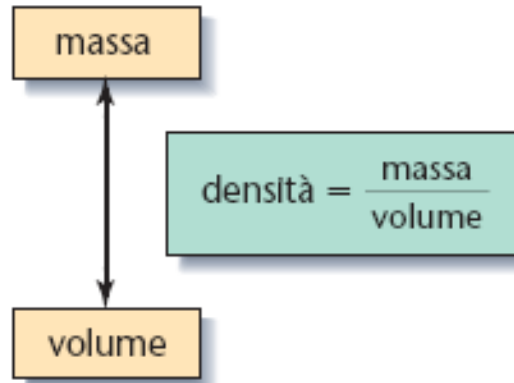 massa
densità = massa / volume
volume